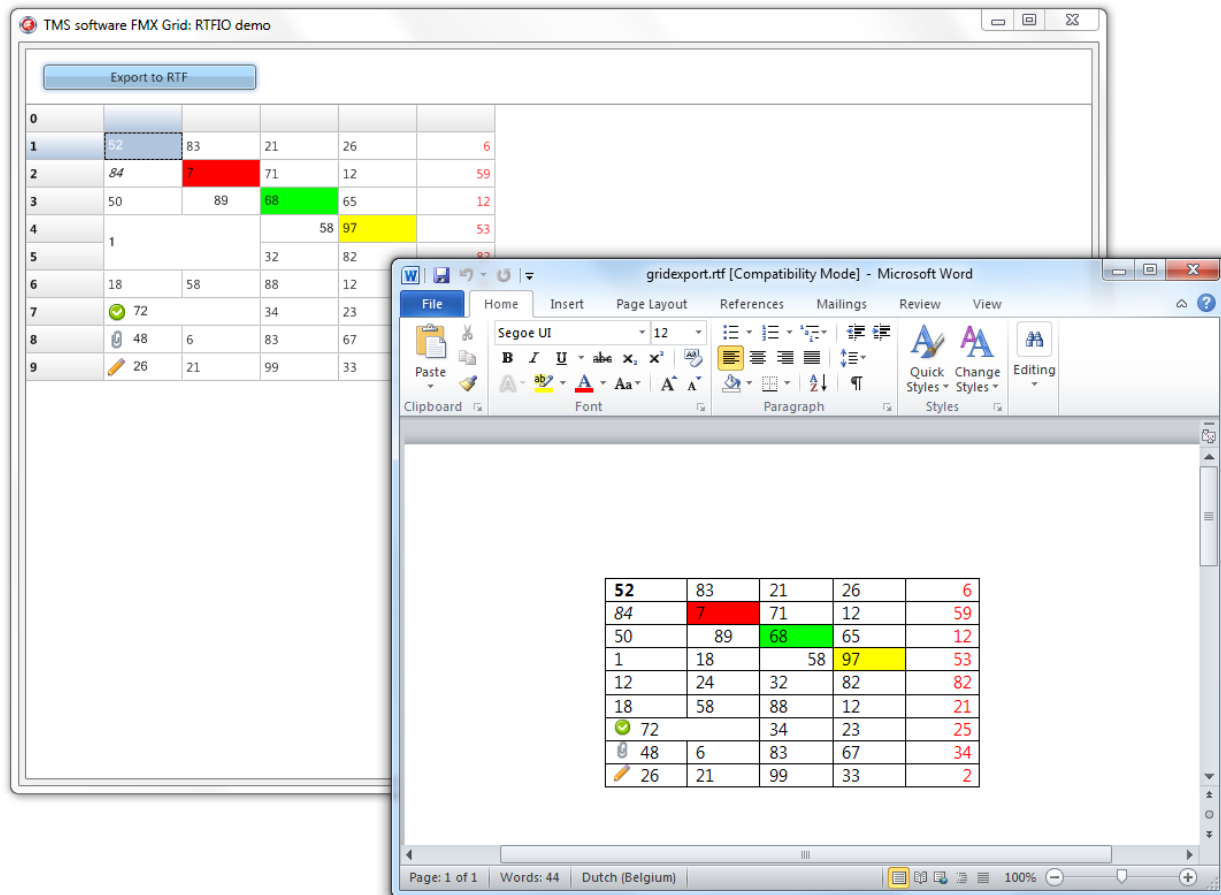 TMS software FMX Grid: RTFIO demo
Export to RTF
0
1 52 83 21 26 6
2 84 7 71 12 59
3 50 89 68 65 12
4 1 58 97 53
5 32 82 82
6 18 58 88 12
7 72 34 23
8 48 6 83 67
9 26 21 99 33
gridexport.rtf [Compatibility Mode] - Microsoft Word
File Home Insert Page Layout References Mailings Review View
Paste
Clipboard
Segoe UI 12
B I U abc x₂ x²
A ab A Aa A A
Font
Paragraph
Quick Styles
Change Styles
Styles
Editing
52 83 21 26 6
84 7 71 12 59
50 89 68 65 12
1 18 58 97 53
12 24 32 82 82
18 58 88 12 21
72 34 23 25
48 6 83 67 34
26 21 99 33 2
Page: 1 of 1 Words: 44 Dutch (Belgium) 100%